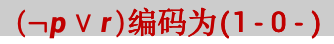 (¬p ∨ r)编码为(1 - 0 - )